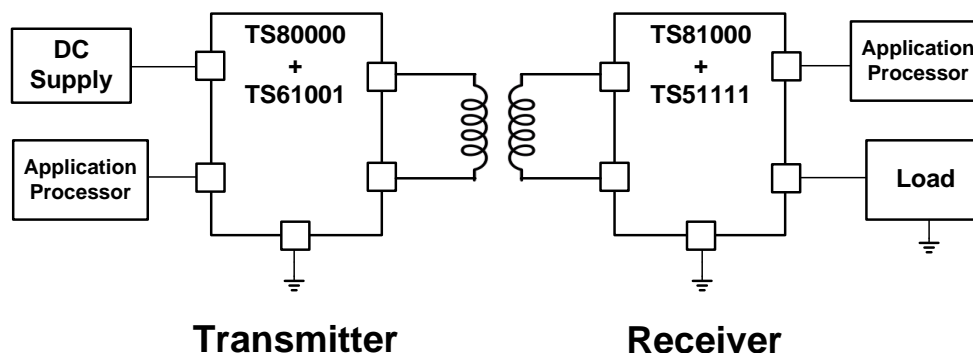 DC
Supply
Application
Processor
TS80000
+
TS61001
TS81000
+
TS51111
Application
Processor
Load
Transmitter
Receiver